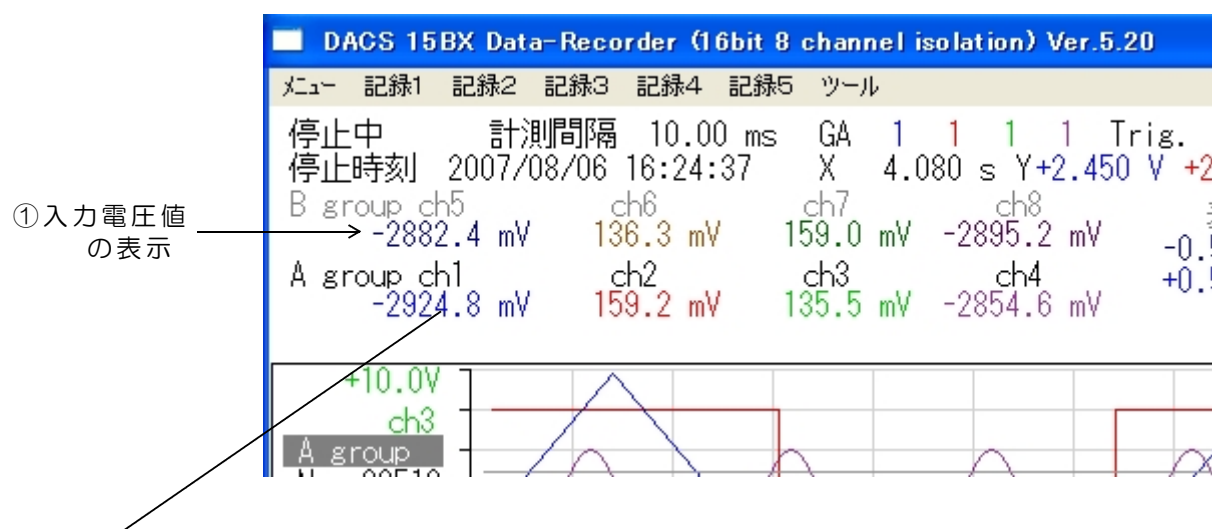 DACS 15BX Data-Recorder (16bit 8 channel isolation) Ver.5.20
メニュー 記録1 記録2 記録3 記録4 記録5 ツール
停止中 計測間隔 10.00 ms GA 1 1 1 1 Trig.
停止時刻 2007/08/06 16:24:37 X 4.080 s Y+2.450 V +2
B group ch5 ch6 ch7 ch8
-2882.4 mV 136.3 mV 159.0 mV -2895.2 mV -0.
A group ch1 ch2 ch3 ch4 +0.
-2924.8 mV 159.2 mV 135.5 mV -2854.6 mV
①入力電圧値
の表示
+10.0V
ch3
A group